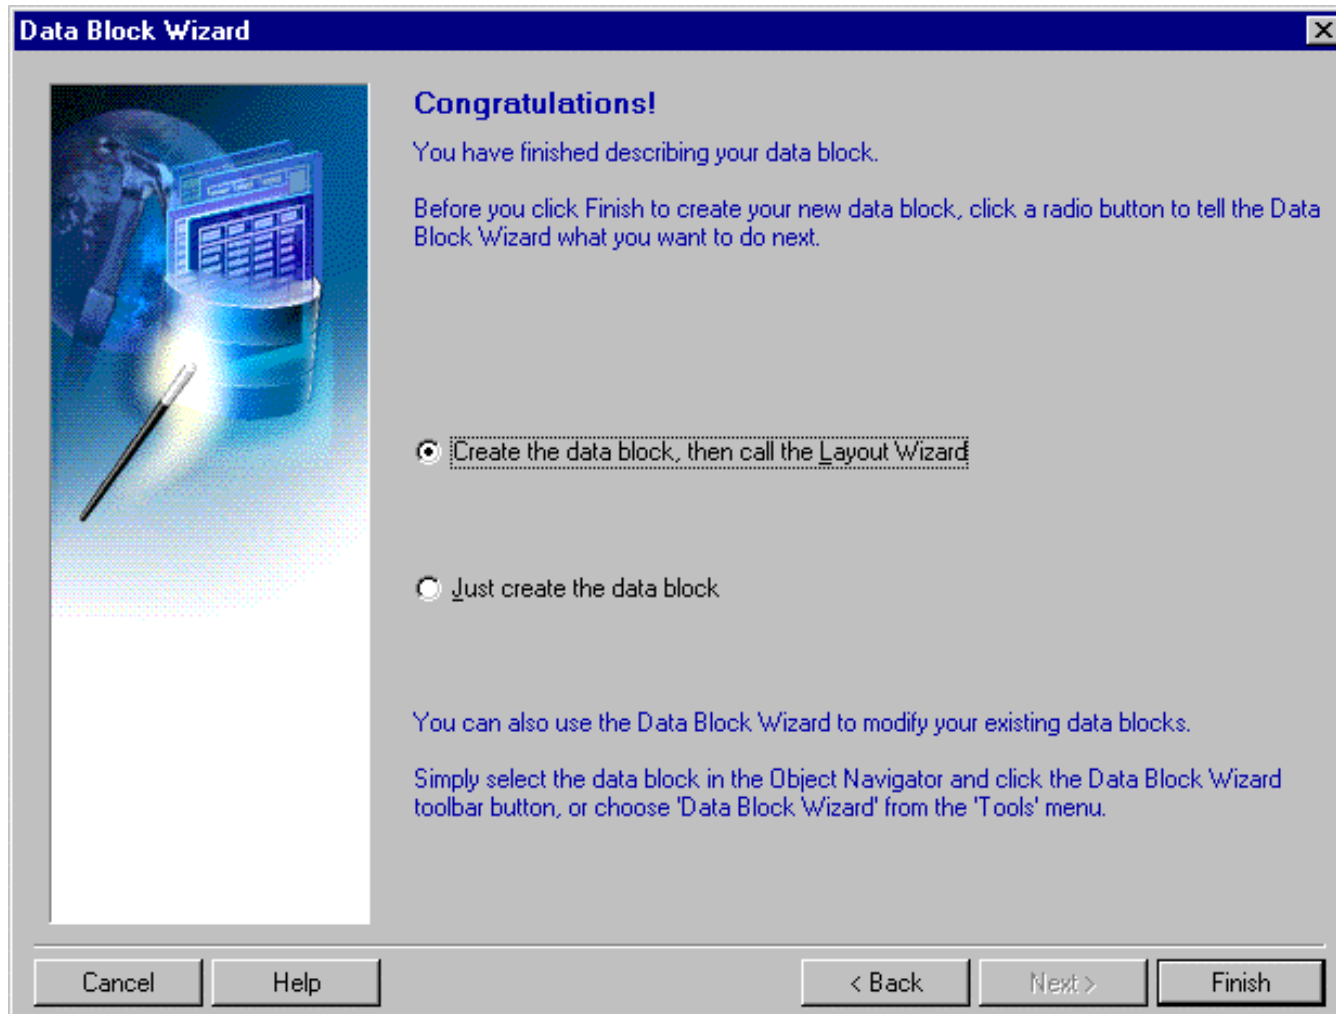 Data Block Wizard
Congratulations!
You have finished describing your data block.
Before you click Finish to create your new data block, click a radio button to tell the Data
Block Wizard what you want to do next.
Create the data block, then call the Layout Wizard
Just create the data block
You can also use the Data Block Wizard to modify your existing data blocks.
Simply select the data block in the Object Navigator and click the Data Block Wizard
toolbar button, or choose 'Data Block Wizard' from the 'Tools' menu.
Cancel
Help
< Back
Next >
Finish